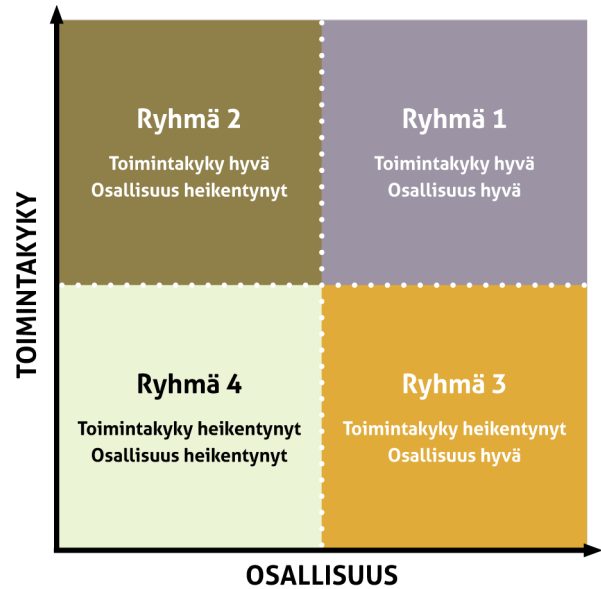 Ryhmä 2
Toimintakyky hyvä
Osallisuus heikentynyt
Ryhmä 1
Toimintakyky hyvä
Osallisuus hyvä
TOIMINTAKYKY
Ryhmä 4
Toimintakyky heikentynyt
Osallisuus heikentynyt
Ryhmä 3
Toimintakyky heikentynyt
Osallisuus hyvä
OSALLISUUS